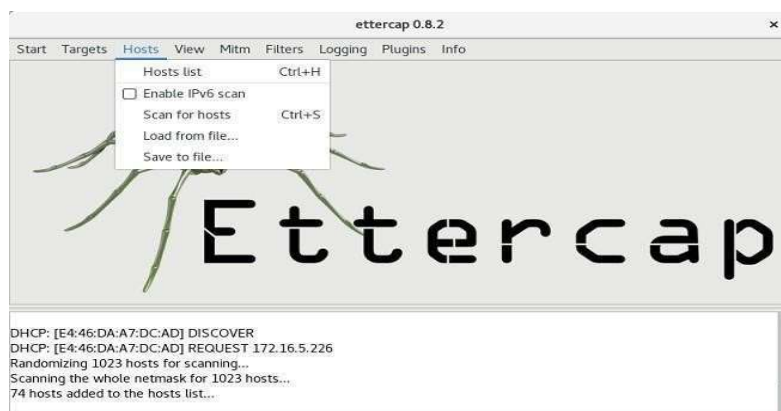 ettercap 0.8.2 ×
Start Targets Hosts View Mitm Filters Logging Plugins Info
Hosts list Ctrl+H
Enable IPv6 scan
Scan for hosts Ctrl+S
Load from file...
Save to file...
Ettercap
DHCP: [E4:46:DA:A7:DC:AD] DISCOVER
DHCP: [E4:46:DA:A7:DC:AD] REQUEST 172.16.5.226
Randomizing 1023 hosts for scanning...
Scanning the whole netmask for 1023 hosts...
74 hosts added to the hosts list...